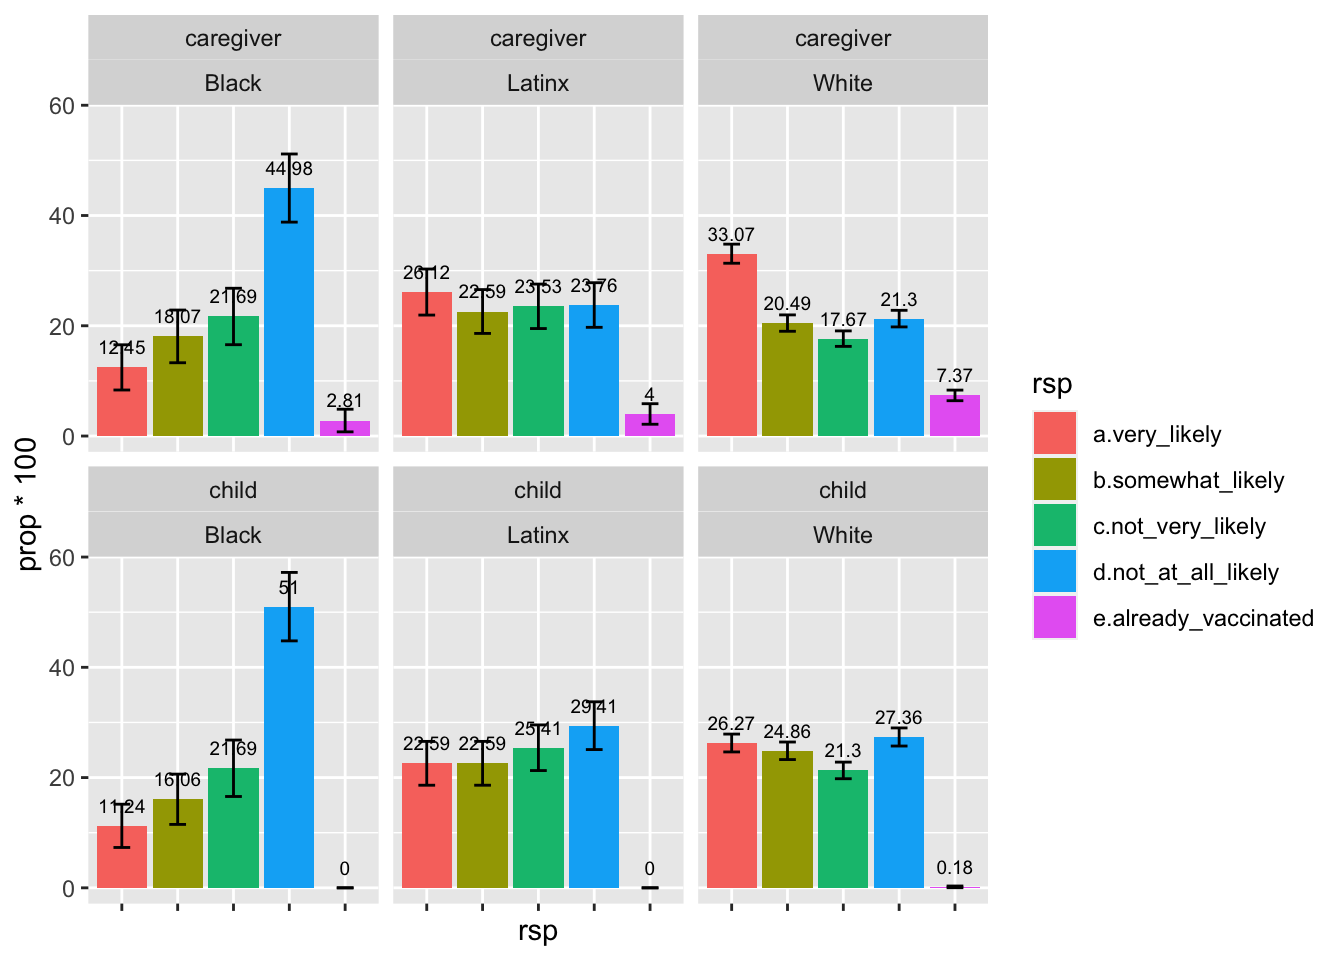 caregiver
caregiver
caregiver
Black
Latinx
White
60
40
20
0
44.98
21.69
18.07
12.45
2.81
26.12
22.59
23.53
23.76
4
33.07
20.49
17.67
21.3
7.37
child
child
child
Black
Latinx
White
60
40
20
0
51
21.69
16.06
11.24
0
22.59
22.59
25.41
29.41
0
26.27
24.86
21.3
27.36
0.18
prop * 100
rsp
rsp
a.very_likely
b.somewhat_likely
c.not_very_likely
d.not_at_all_likely
e.already_vaccinated